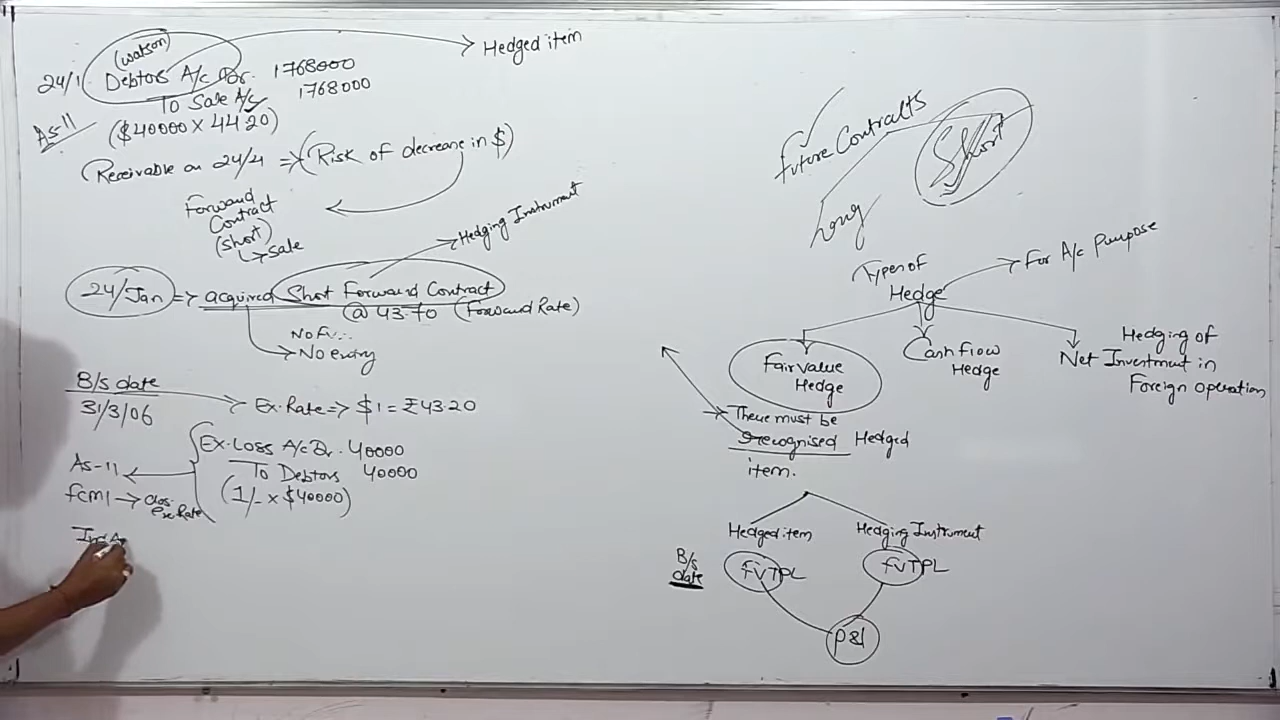 (watson)
Hedged item
24/1 Debtors A/c Dr. 1768000
To Sale A/c 1768000
As-11
($40000 x 44.20)
Receivable on 24/4 => (Risk of decrease in $)
Forward
Contract
(short)
↳ Sale
Hedging Instrument
24/Jan => acquired Short Forward Contract
@ 43.70 (Forward Rate)
No fv ∴
No entry
B/s date
31/3/06
Ex. Rate => $1 = ₹43.20
Ex. Loss A/c Dr. 40000
To Debtors 40000
(1/- x $40000)
As-11
fcmi → clos.
exc Rate
Ind A
future Contracts
Short
Long
Types of
Hedge
For A/c Purpose
Fair value
Hedge
Cash flow
Hedge
Hedging of
Net Investment in
Foreign operation
There must be
recognised Hedged
item.
Hedged item
Hedging Instrument
B/s
date
fvTPL
fvTPL
P&l